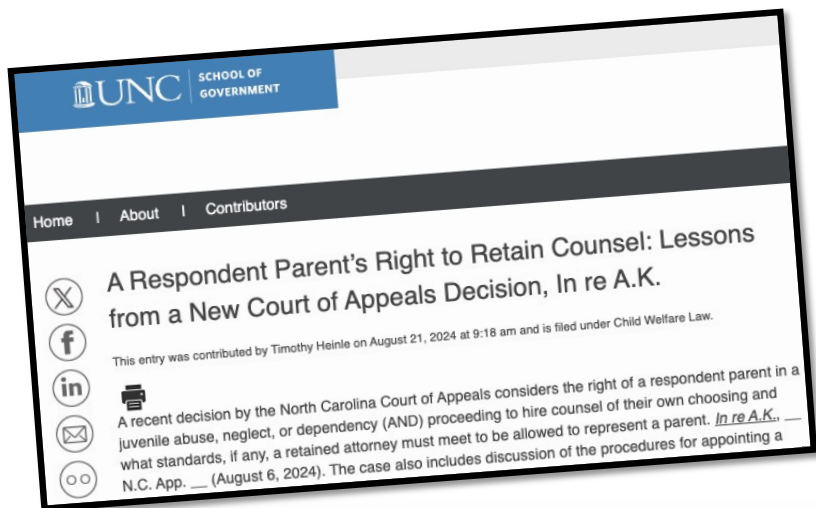 UNC
SCHOOL OF
GOVERNMENT
Home | About | Contributors
A Respondent Parent's Right to Retain Counsel: Lessons
from a New Court of Appeals Decision, In re A.K.
This entry was contributed by Timothy Heinle on August 21, 2024 at 9:18 am and is filed under Child Welfare Law.
A recent decision by the North Carolina Court of Appeals considers the right of a respondent parent in a
juvenile abuse, neglect, or dependency (AND) proceeding to hire counsel of their own choosing and
what standards, if any, a retained attorney must meet to be allowed to represent a parent. In re A.K., __
N.C. App. __ (August 6, 2024). The case also includes discussion of the procedures for appointing a